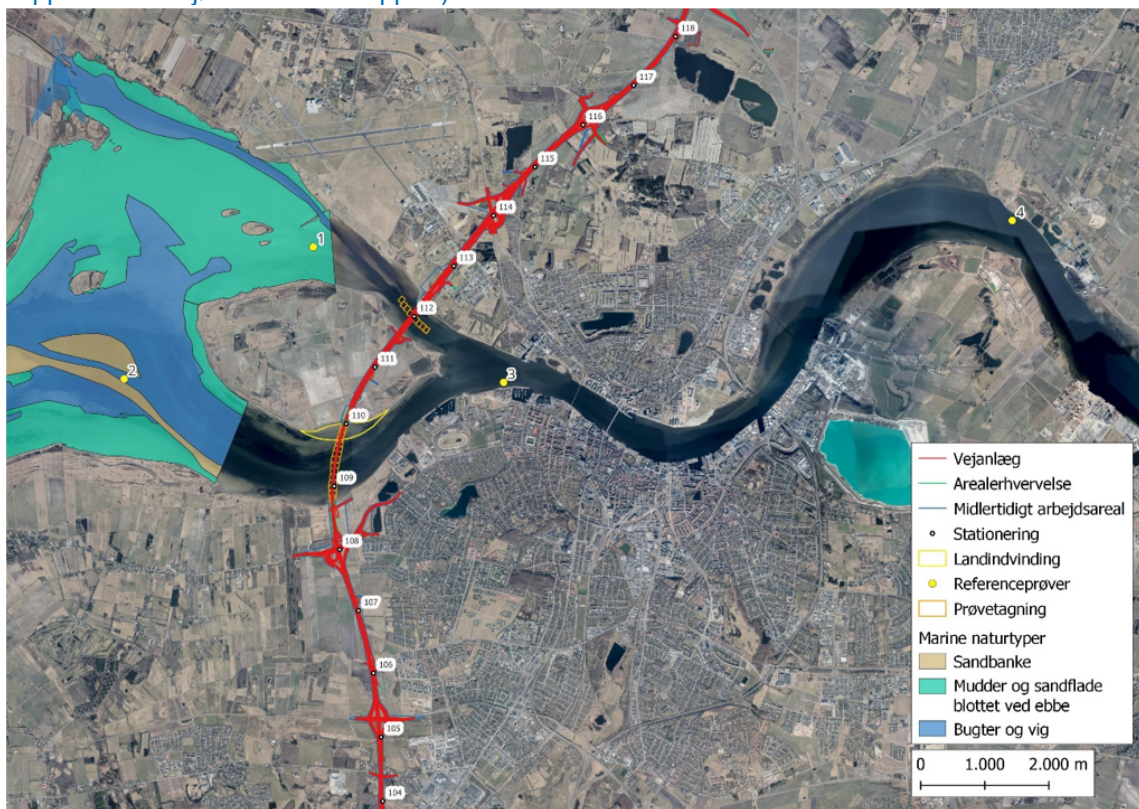 N
118
117
116
115
114
113
112
111
110
109
108
107
106
105
104
1
2
3
4
Vejanlæg
Arealerhvervelse
Midlertidigt arbejdsareal
Stationering
Landindvinding
Referenceprøver
Prøvetagning
Marine naturtyper
Sandbanke
Mudder og sandflade
blottet ved ebbe
Bugter og vig
0 1.000 2.000 m